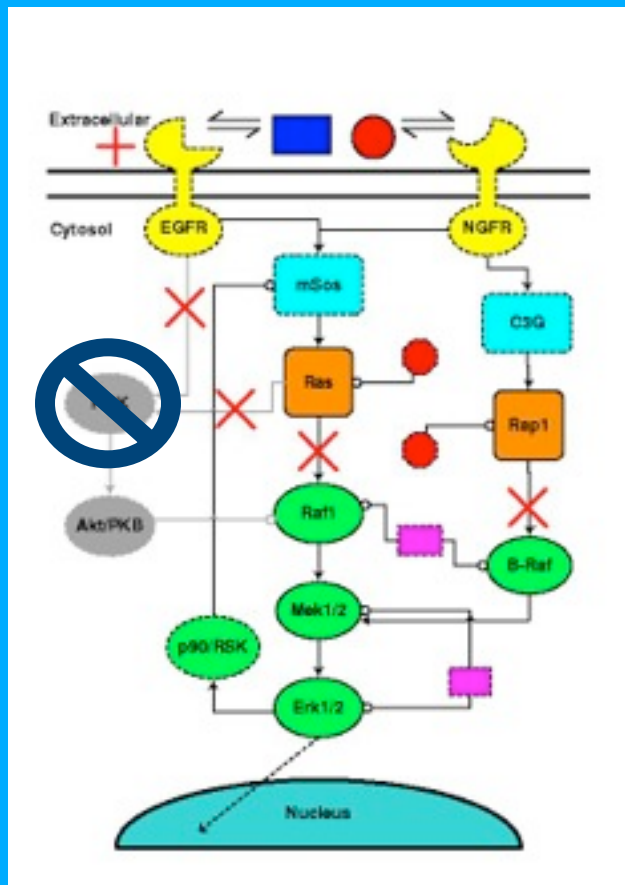 Extracellular
Cytosol
EGFR
NGFR
mSos
C3G
Ras
Rap1
Akt/PKB
Raf1
B-Raf
Mek1/2
p90/RSK
Erk1/2
Nucleus